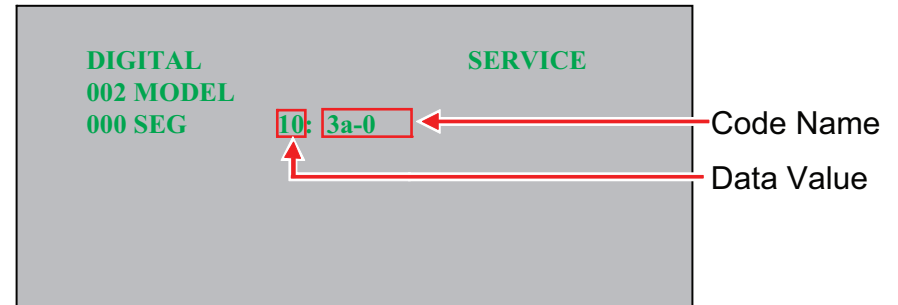 DIGITAL SERVICE
002 MODEL
000 SEG 10: 3a-0
Code Name
Data Value